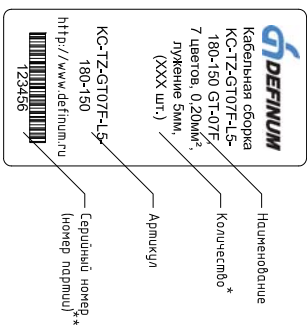 DEFINUM
Кабельная сборка
KC-TZ-GT07F-L5-
180-150 GT-07F,
7 цветов, 0,20мм²,
лужение 5мм,
(XXX шт.)
KC-TZ-GT07F-L5-
180-150
http://www.definum.ru
123456
Наименование
Количество*
Артикул
Серийный номер
(номер партии)**